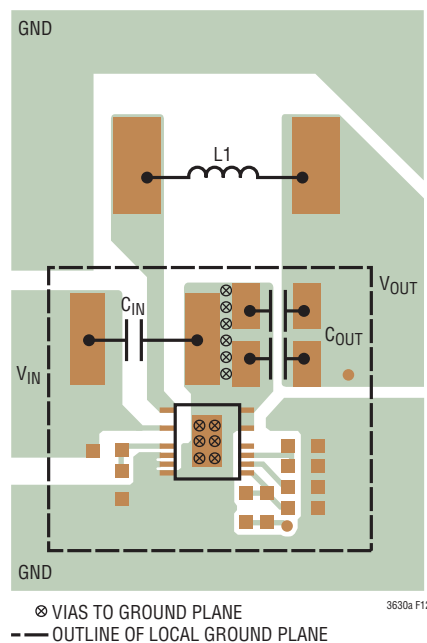 GND
L1
VOUT
CIN
COUT
VIN
GND
3630a F12
⊗ VIAS TO GROUND PLANE
OUTLINE OF LOCAL GROUND PLANE